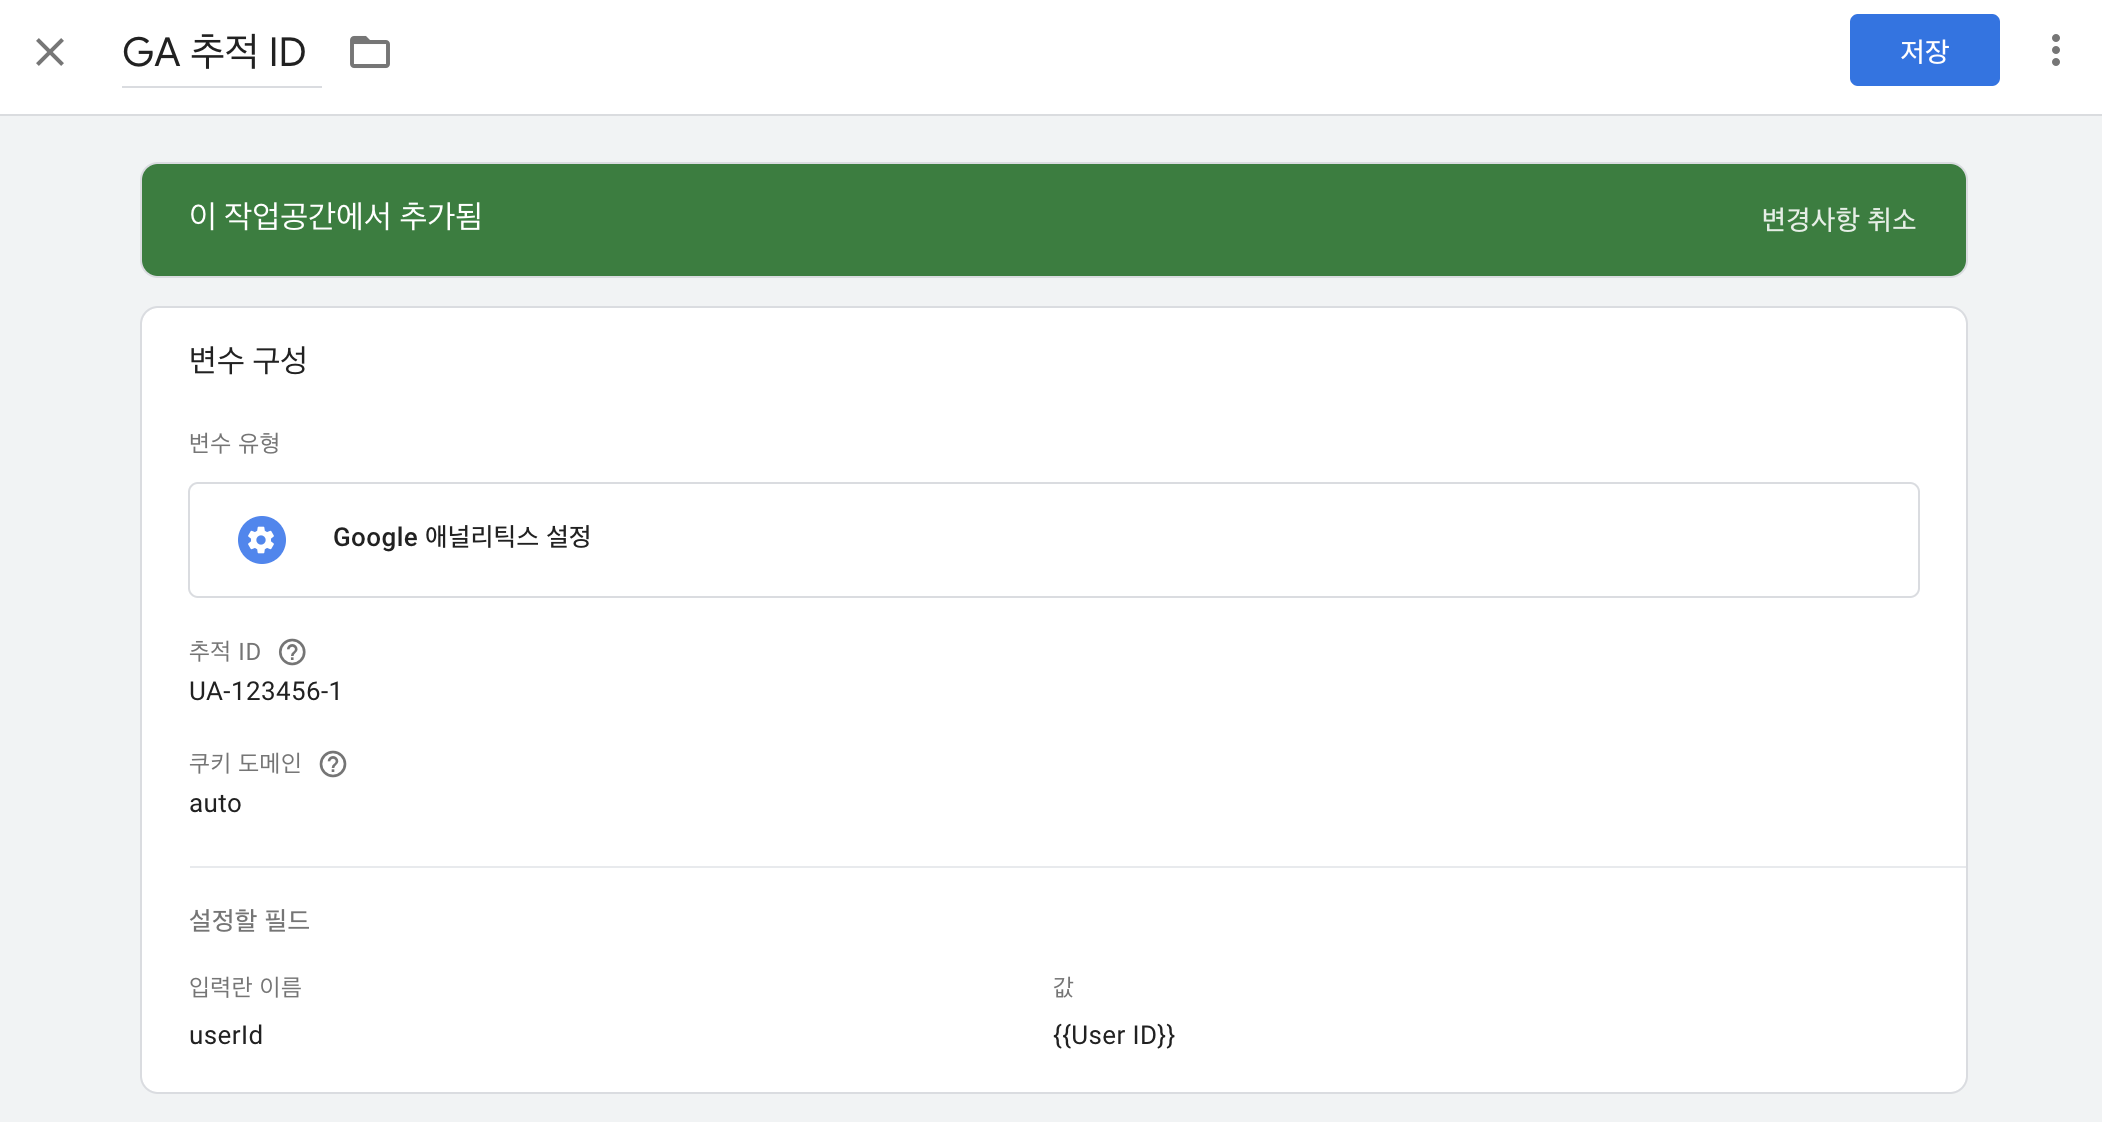 GA 추적 ID
저장
이 작업공간에서 추가됨
변경사항 취소
변수 구성
변수 유형
Google 애널리틱스 설정
추적 ID
UA-123456-1
쿠키 도메인
auto
설정할 필드
입력란 이름
값
userId
{{User ID}}